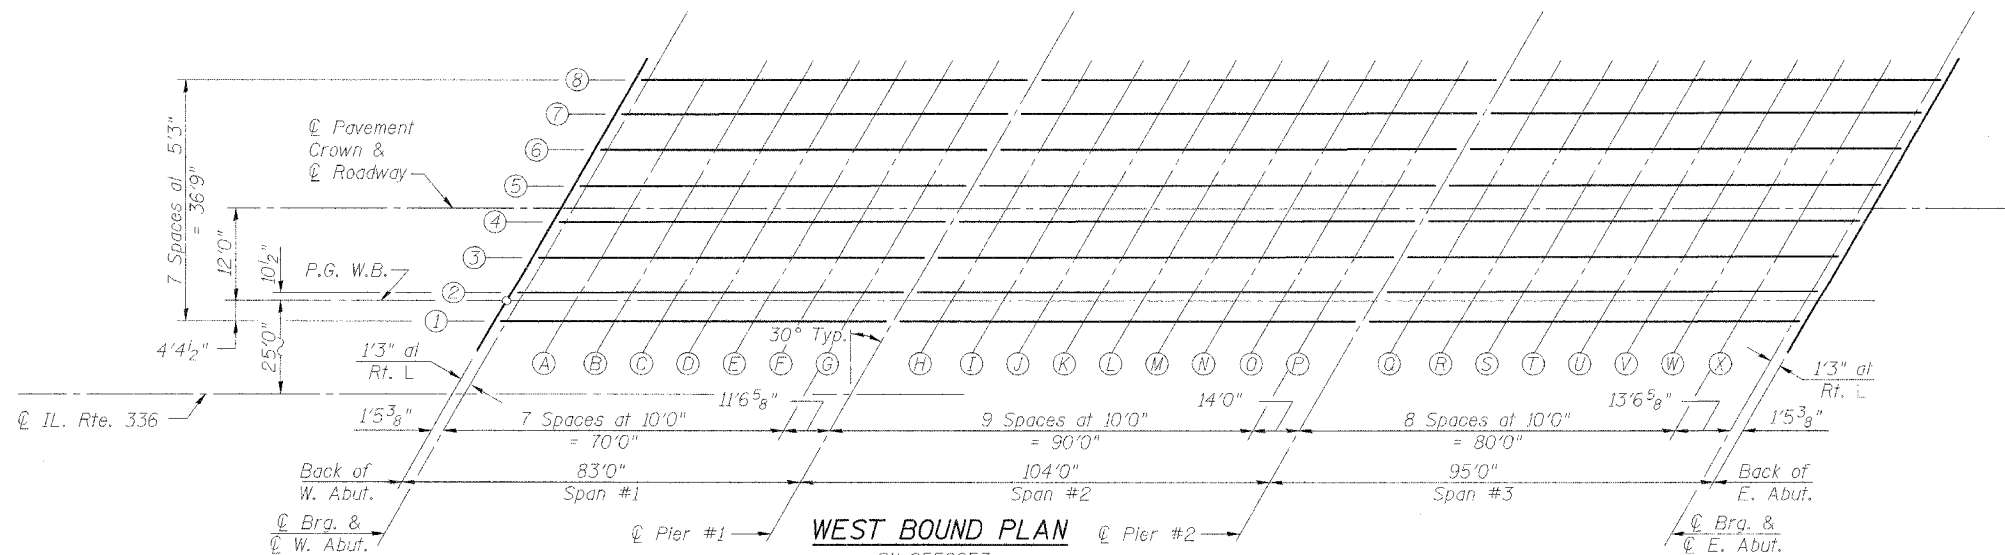 8
7
℄ Pavement
Crown &
℄ Roadway
6
5
4
3
2
1
7 Spaces at 5'3"
= 36'9"
12'0"
10½"
P.G. W.B.
4'4½"
25'0"
1'3" at
Rt. L
30° Typ.
A B C D E F G H I J K L M N O P Q R S T U V W X
1'3" at
Rt. L
℄ IL. Rte. 336
1'5⅜"
7 Spaces at 10'0"
= 70'0"
11'6⅝"
9 Spaces at 10'0"
= 90'0"
14'0"
8 Spaces at 10'0"
= 80'0"
13'6⅝"
1'5⅜"
Back of
W. Abut.
83'0"
Span #1
104'0"
Span #2
95'0"
Span #3
Back of
E. Abut.
℄ Brg. &
℄ W. Abut.
℄ Pier #1
WEST BOUND PLAN
℄ Pier #2
℄ Brg. &
℄ E. Abut.